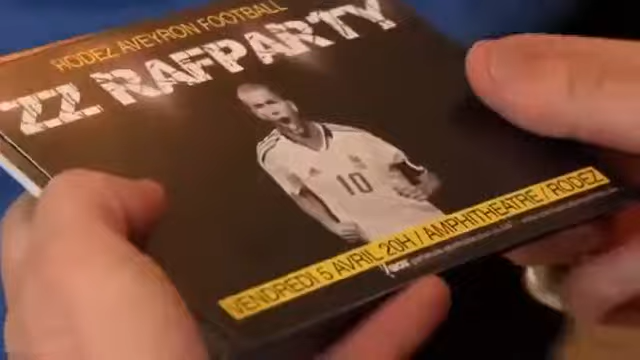 RODEZ AVEYRON FOOTBALL
ZZ RAFPARTY
10
VENDREDI 5 AVRIL 20H / AMPHITHEATRE / RODEZ